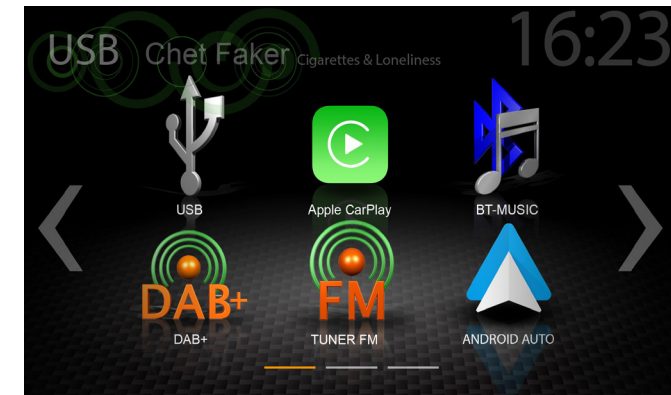 USB Chet Faker Cigarettes & Loneliness 16:23
USB Apple CarPlay BT-MUSIC
DAB+ FM
DAB+ TUNER FM ANDROID AUTO